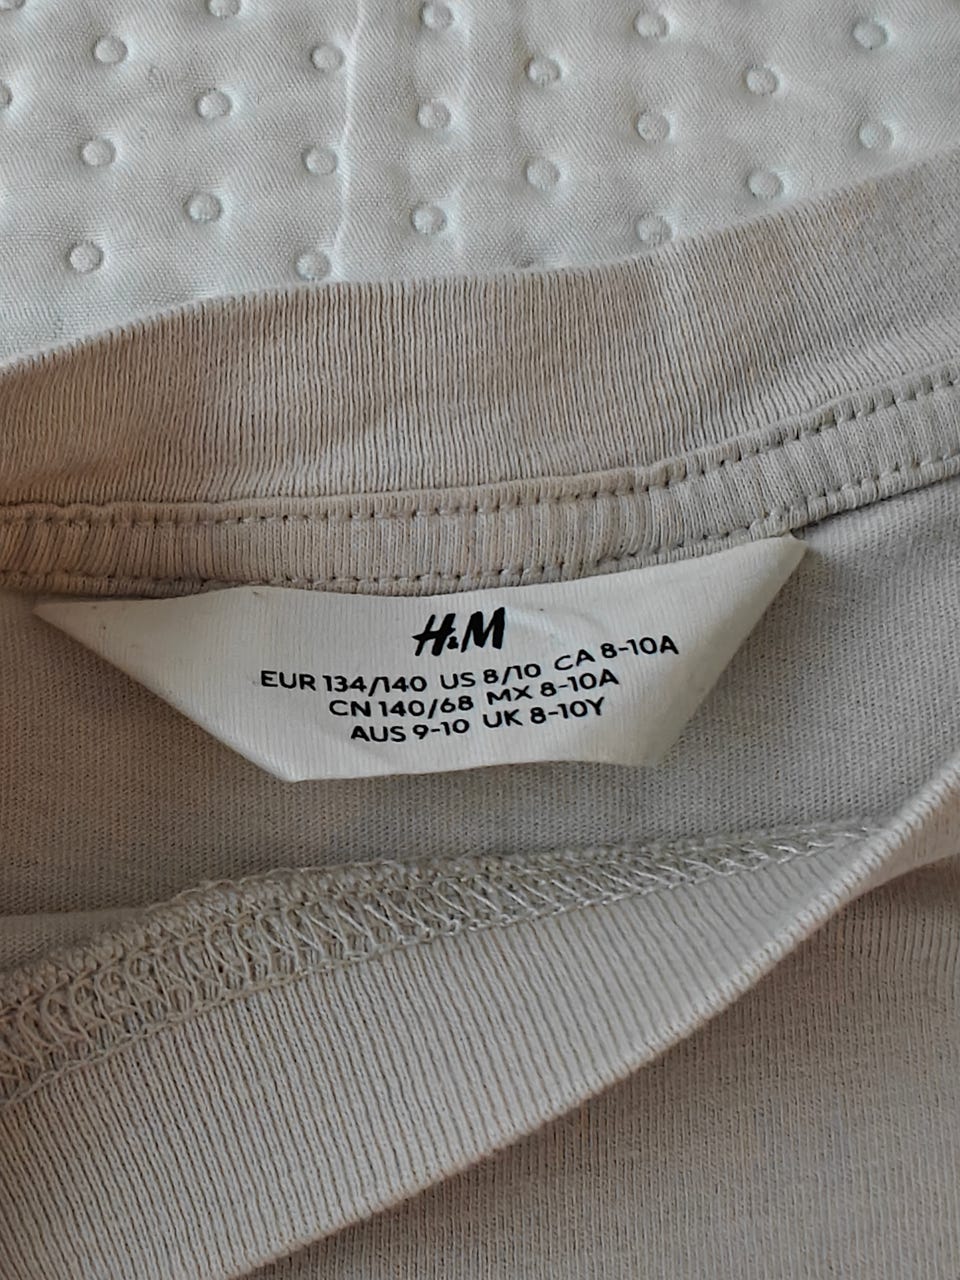 H&M
EUR 134/140 US 8/10 CA 8-10A
CN 140/68 MX 8-10A
AUS 9-10 UK 8-10Y